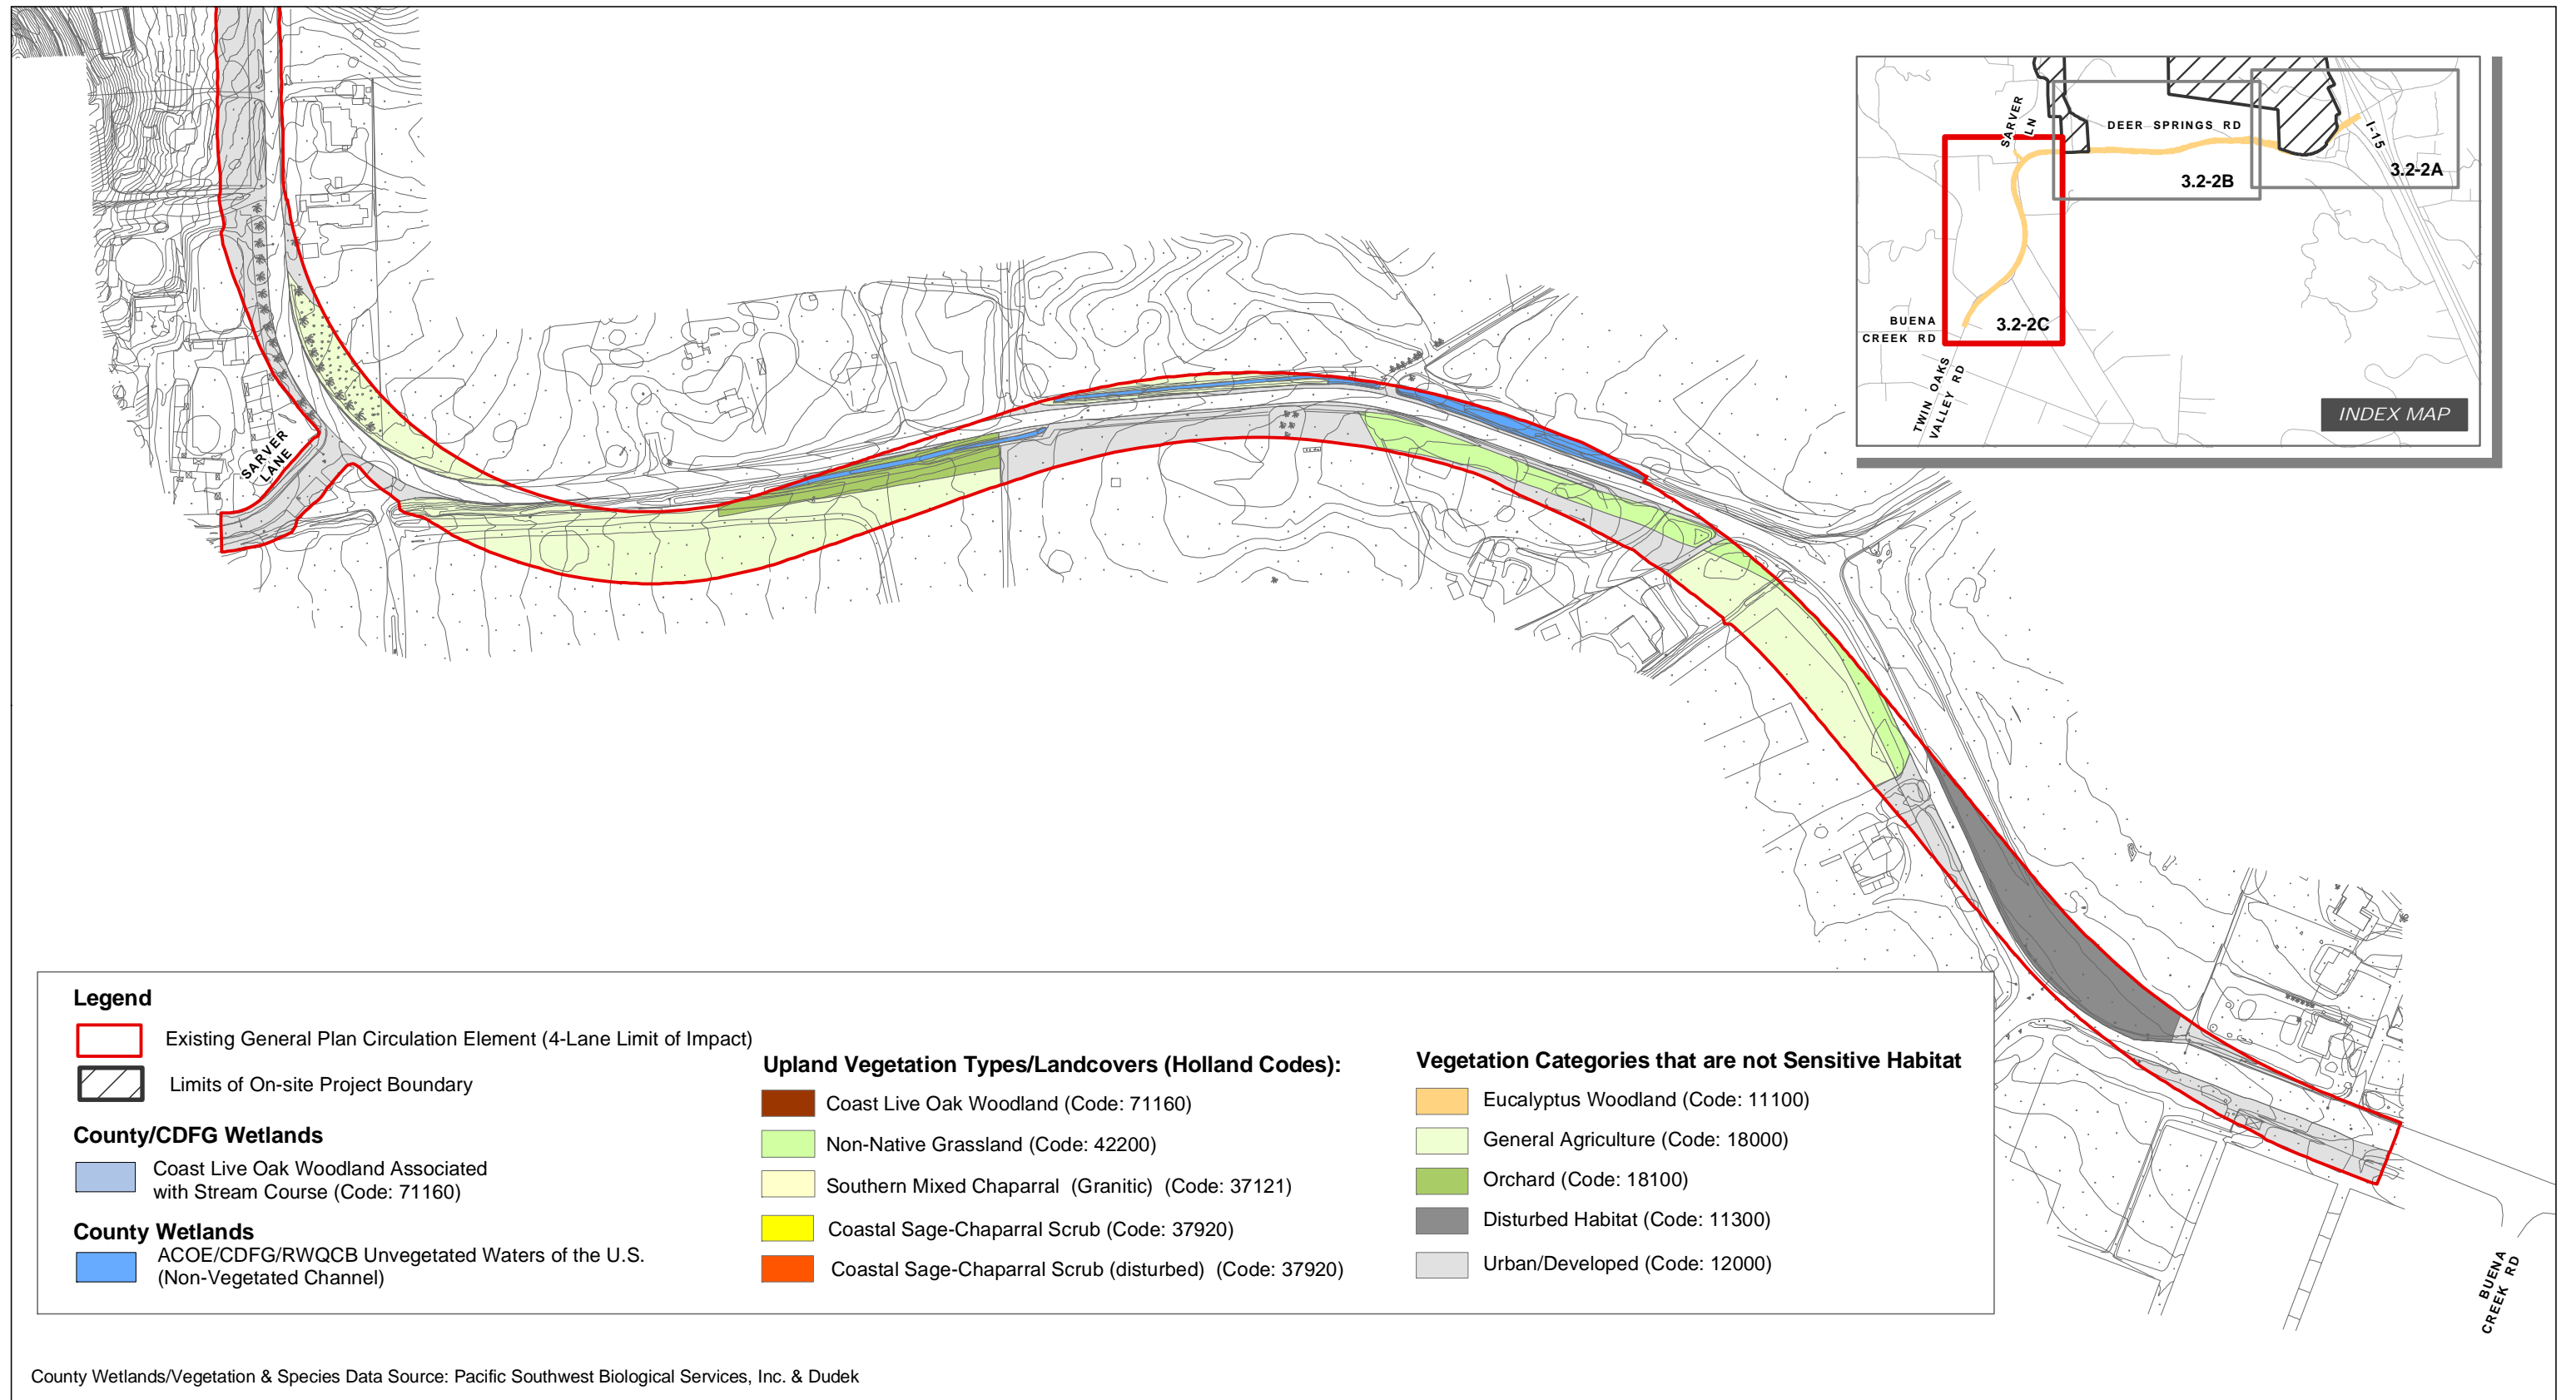 SARVER
LN
DEER SPRINGS RD
I-15
3.2-2A
3.2-2B
3.2-2C
BUENA
CREEK RD
TWIN OAKS
VALLEY RD
INDEX MAP
SARVER
LANE
Legend
Existing General Plan Circulation Element (4-Lane Limit of Impact)
Limits of On-site Project Boundary
County/CDFG Wetlands
Coast Live Oak Woodland Associated
with Stream Course (Code: 71160)
County Wetlands
ACOE/CDFG/RWQCB Unvegetated Waters of the U.S.
(Non-Vegetated Channel)
Upland Vegetation Types/Landcovers (Holland Codes):
Coast Live Oak Woodland (Code: 71160)
Non-Native Grassland (Code: 42200)
Southern Mixed Chaparral (Granitic) (Code: 37121)
Coastal Sage-Chaparral Scrub (Code: 37920)
Coastal Sage-Chaparral Scrub (disturbed) (Code: 37920)
Vegetation Categories that are not Sensitive Habitat
Eucalyptus Woodland (Code: 11100)
General Agriculture (Code: 18000)
Orchard (Code: 18100)
Disturbed Habitat (Code: 11300)
Urban/Developed (Code: 12000)
BUENA
CREEK RD
County Wetlands/Vegetation & Species Data Source: Pacific Southwest Biological Services, Inc. & Dudek